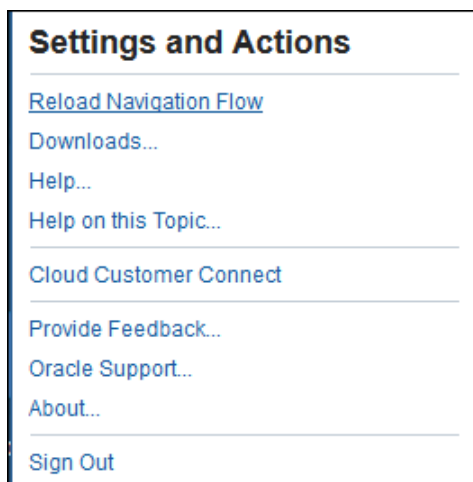 Settings and Actions
Reload Navigation Flow
Downloads...
Help...
Help on this Topic...
Cloud Customer Connect
Provide Feedback...
Oracle Support...
About...
Sign Out